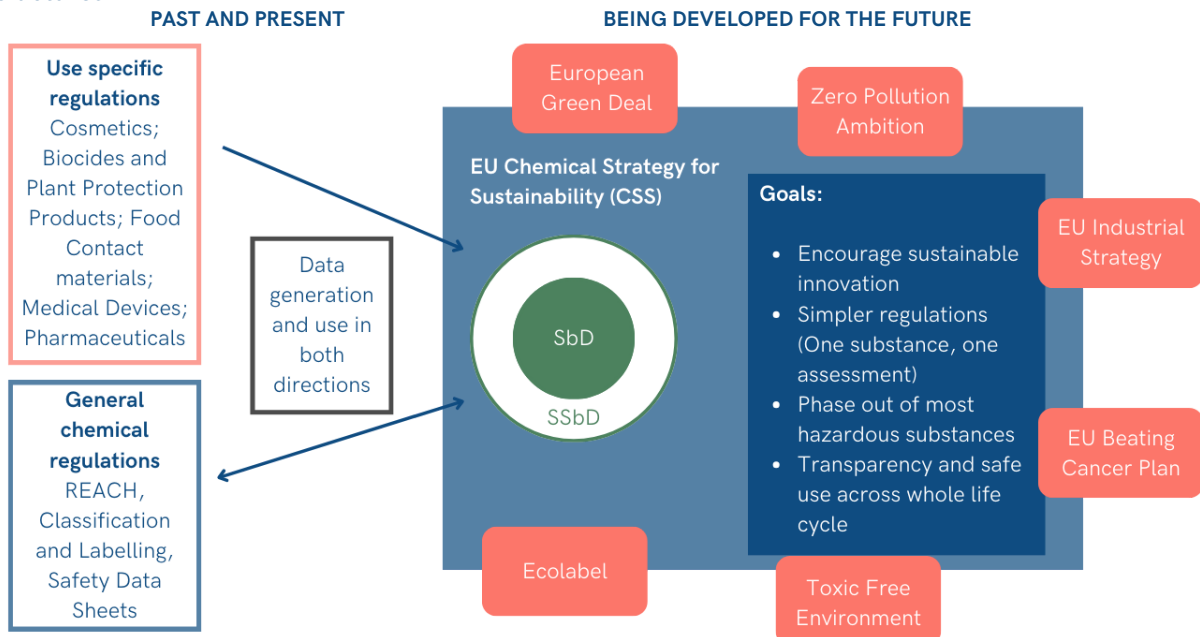 PAST AND PRESENT
BEING DEVELOPED FOR THE FUTURE
Use specific
regulations
Cosmetics;
Biocides and
Plant Protection
Products; Food
Contact
materials;
Medical Devices;
Pharmaceuticals
General
chemical
regulations
REACH,
Classification
and Labelling,
Safety Data
Sheets
Data
generation
and use in
both
directions
European
Green Deal
Zero Pollution
Ambition
EU Chemical Strategy for
Sustainability (CSS)
SbD
SSbD
Goals:
• Encourage sustainable
innovation
• Simpler regulations
(One substance, one
assessment)
• Phase out of most
hazardous substances
• Transparency and safe
use across whole life
cycle
EU Industrial
Strategy
EU Beating
Cancer Plan
Ecolabel
Toxic Free
Environment